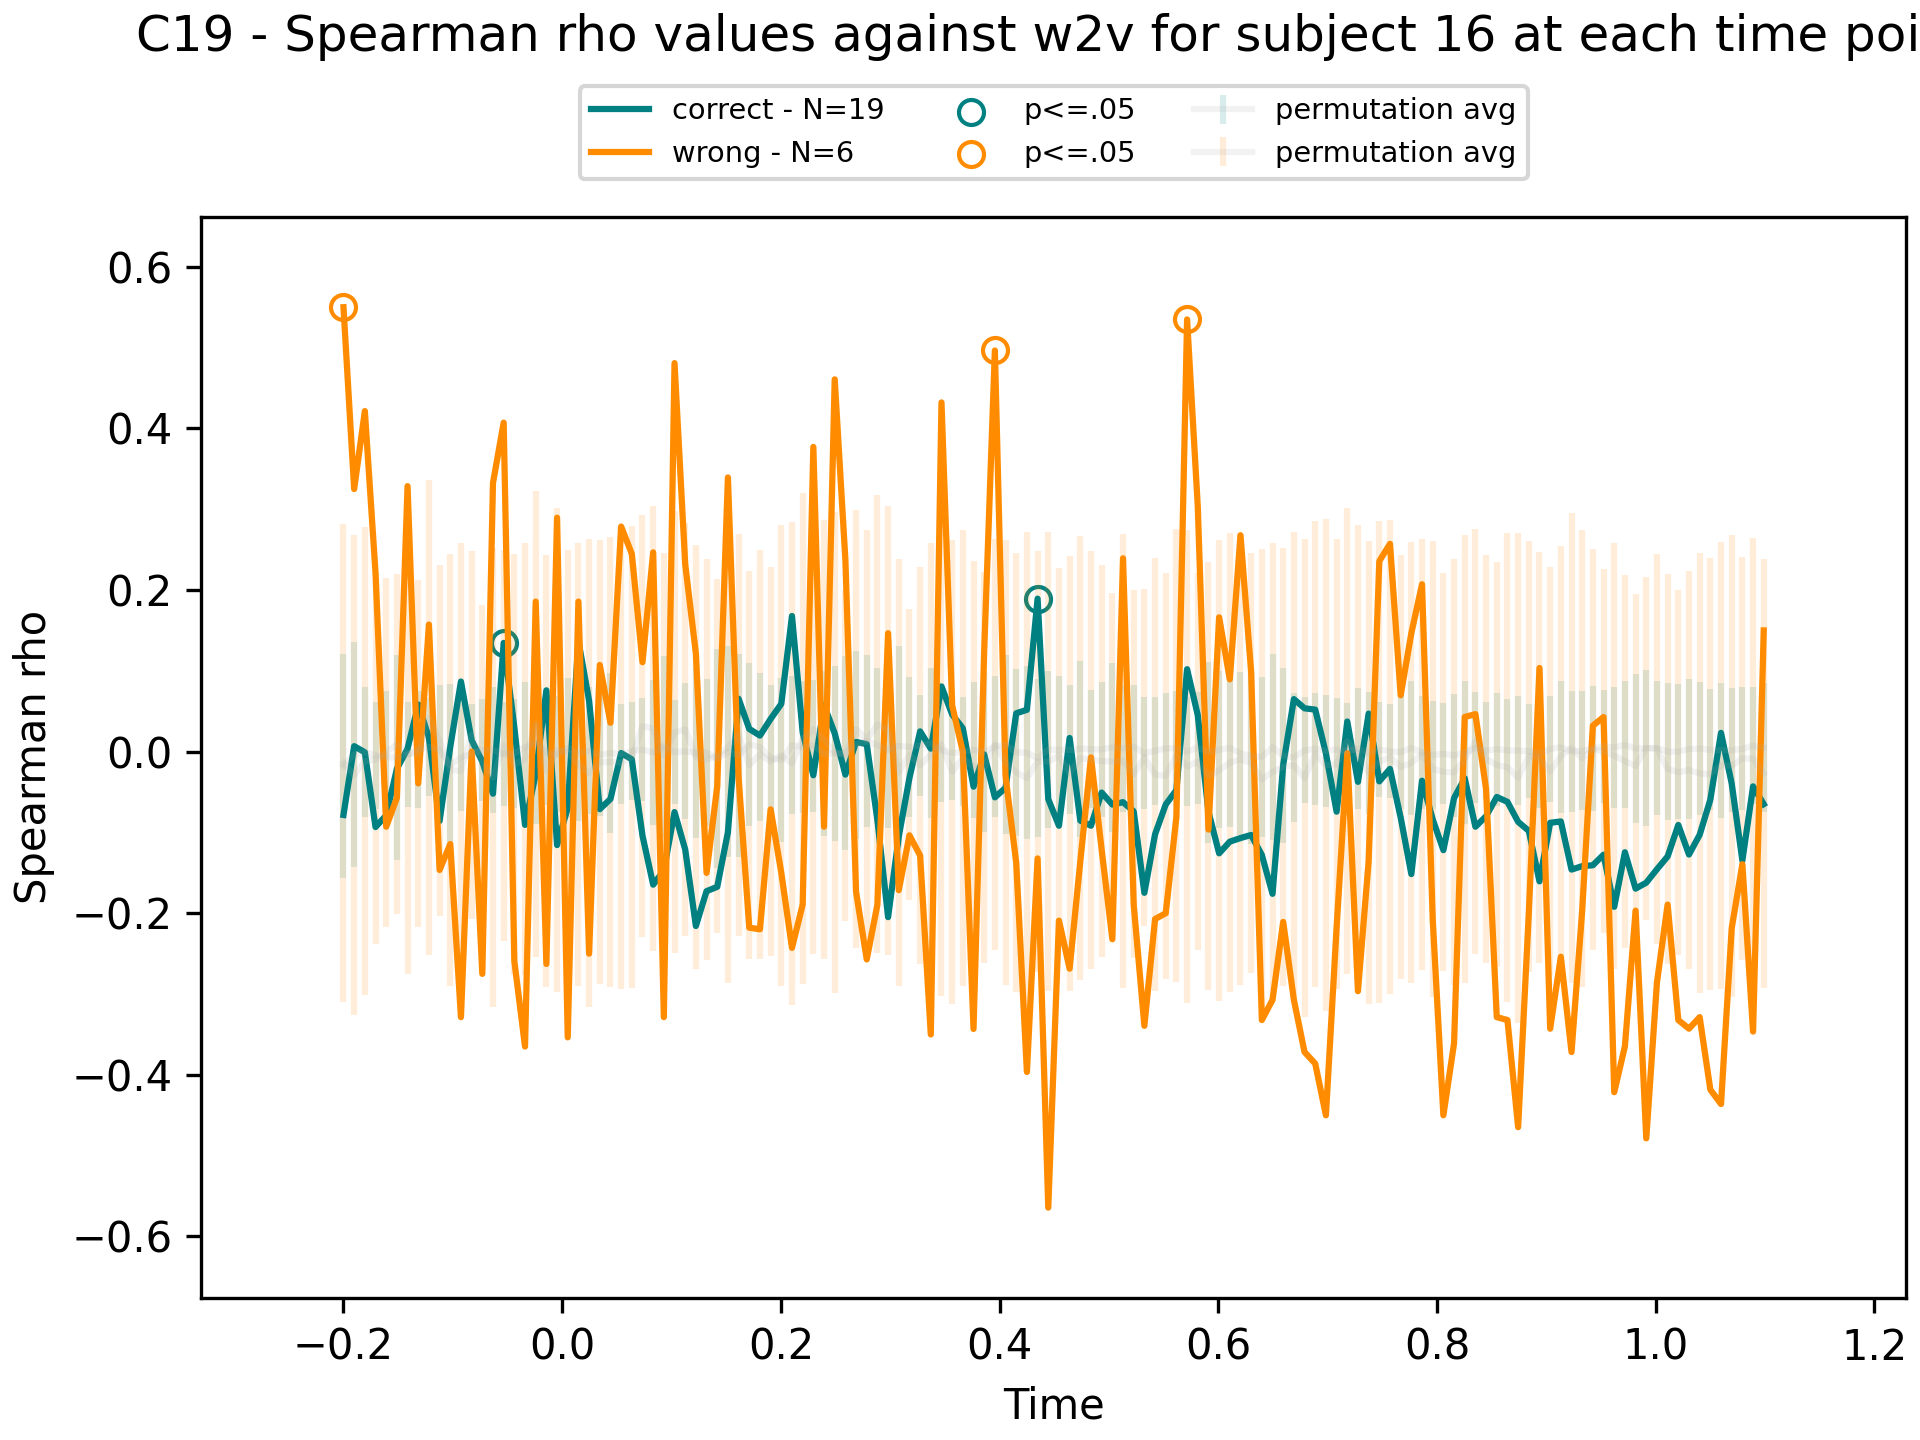 C19 - Spearman rho values against w2v for subject 16 at each time poi
correct - N=19 p<=.05 permutation avg
wrong - N=6 p<=.05 permutation avg
Spearman rho
0.6
0.4
0.2
0.0
−0.2
−0.4
−0.6
−0.2 0.0 0.2 0.4 0.6 0.8 1.0 1.2
Time